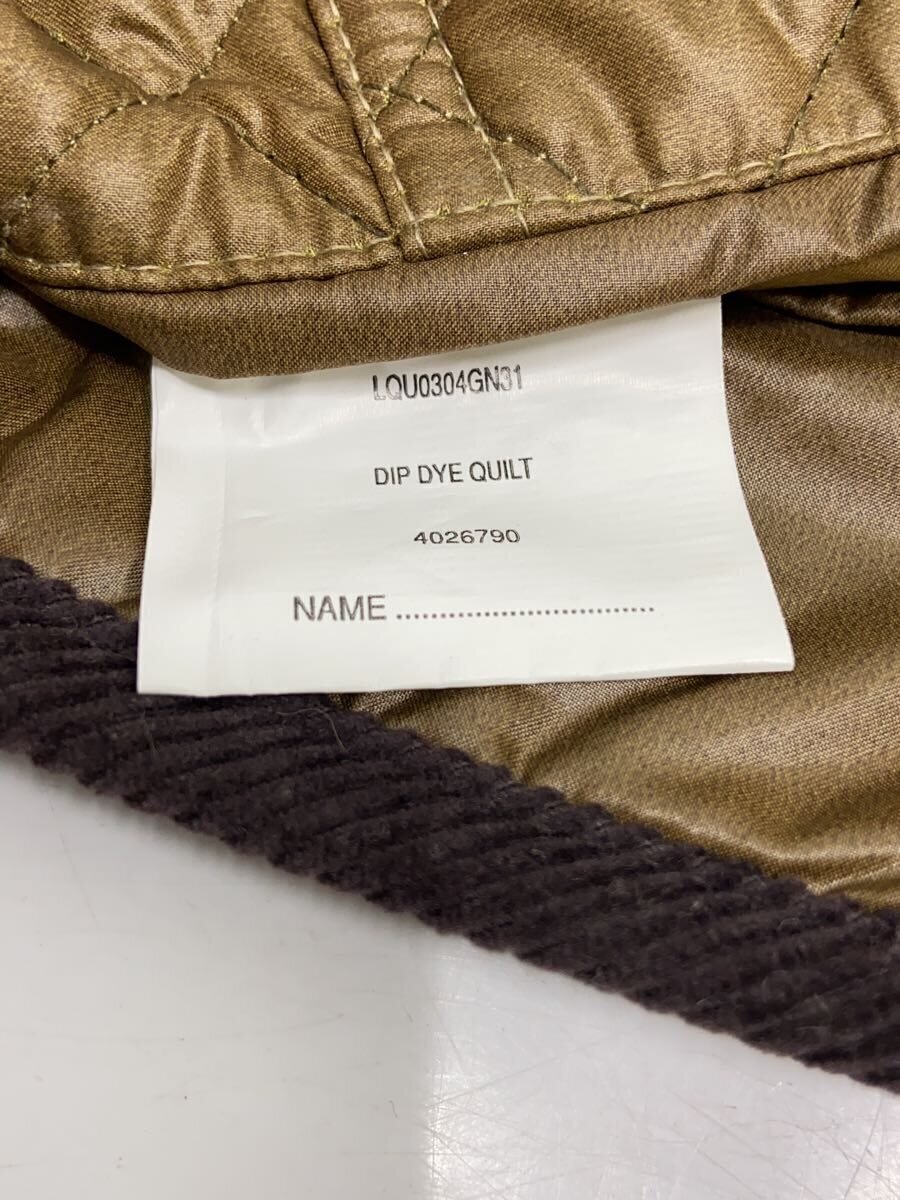 LQU0304GN31
DIP DYE QUILT
4026790
NAME ..............................